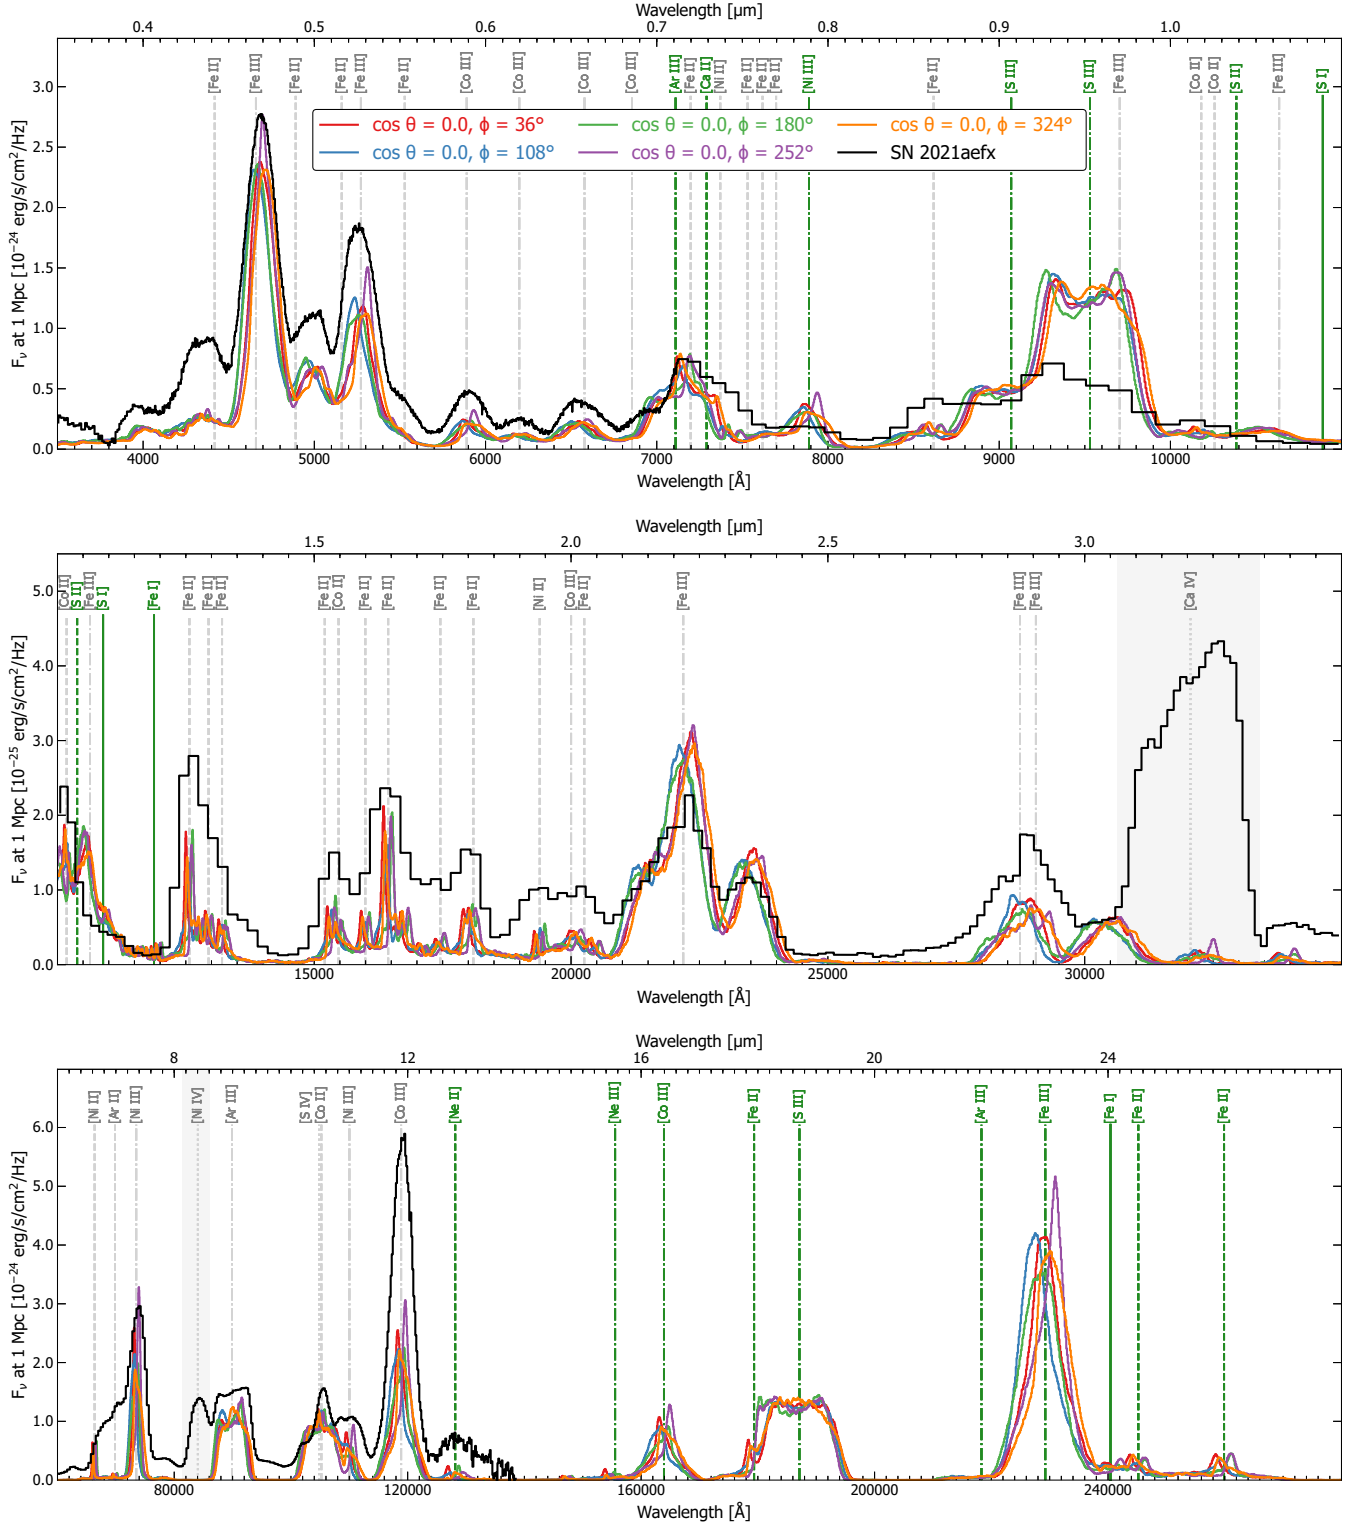 Wavelength [μm]
0.4 0.5 0.6 0.7 0.8 0.9 1.0
[Fe II] [Fe III] [Fe II] [Fe II] [Fe III] [Fe II] [Co III] [Co III] [Co III] [Co III] [Ar III] [Fe II] [Ca II] [Ni II] [Fe II] [Fe II] [Fe II] [Ni III] [Fe II] [S III] [S III] [Fe III] [Co II] [Co II] [S II] [Fe III] [S I]
cos θ = 0.0, ϕ = 36° cos θ = 0.0, ϕ = 180° cos θ = 0.0, ϕ = 324°
cos θ = 0.0, ϕ = 108° cos θ = 0.0, ϕ = 252° SN 2021aefx
F_ν at 1 Mpc [10⁻²⁴ erg/s/cm²/Hz]
3.0
2.5
2.0
1.5
1.0
0.5
0.0
4000 5000 6000 7000 8000 9000 10000
Wavelength [Å]
Wavelength [μm]
1.5 2.0 2.5 3.0
[Co II] [S II] [Fe III] [S I] [Fe I] [Fe II] [Fe II] [Fe II] [Fe II] [Co II] [Fe II] [Fe II] [Fe II] [Fe II] [Ni II] [Co III] [Fe II] [Fe III] [Fe III] [Fe III] [Ca IV]
F_ν at 1 Mpc [10⁻²⁵ erg/s/cm²/Hz]
5.0
4.0
3.0
2.0
1.0
0.0
15000 20000 25000 30000
Wavelength [Å]
Wavelength [μm]
8 12 16 20 24
[Ni II] [Ar II] [Ni III] [Ni IV] [Ar III] [S IV] [Co II] [Ni III] [Co III] [Ne II] [Ne III] [Co III] [Fe II] [S III] [Ar III] [Fe III] [Fe I] [Fe II] [Fe II]
F_ν at 1 Mpc [10⁻²⁴ erg/s/cm²/Hz]
6.0
5.0
4.0
3.0
2.0
1.0
0.0
80000 120000 160000 200000 240000
Wavelength [Å]